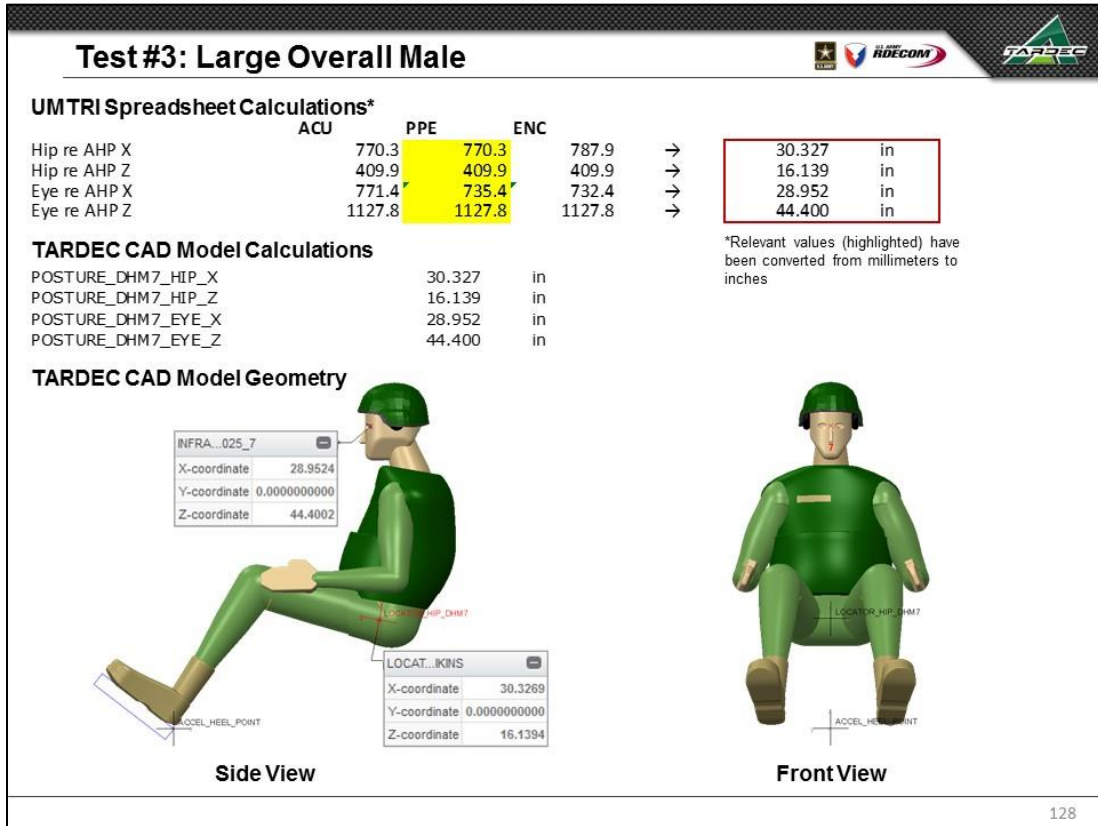 Test #3: Large Overall Male
U.S. ARMY
U.S. ARMY RDECOM
TARDEC
UMTRI Spreadsheet Calculations*
ACU PPE ENC
Hip re AHP X 770.3 770.3 787.9 → 30.327 in
Hip re AHP Z 409.9 409.9 409.9 → 16.139 in
Eye re AHP X 771.4 735.4 732.4 → 28.952 in
Eye re AHP Z 1127.8 1127.8 1127.8 → 44.400 in
*Relevant values (highlighted) have
been converted from millimeters to
inches
TARDEC CAD Model Calculations
POSTURE_DHM7_HIP_X 30.327 in
POSTURE_DHM7_HIP_Z 16.139 in
POSTURE_DHM7_EYE_X 28.952 in
POSTURE_DHM7_EYE_Z 44.400 in
TARDEC CAD Model Geometry
INFRA...025_7
X-coordinate 28.9524
Y-coordinate 0.0000000000
Z-coordinate 44.4002
7
LOCATOR_HIP_DHM7
LOCATOR_HIP_DHM7
LOCAT...IKINS
X-coordinate 30.3269
Y-coordinate 0.0000000000
Z-coordinate 16.1394
ACCEL_HEEL_POINT
ACCEL_HEEL_POINT
Side View
Front View
128